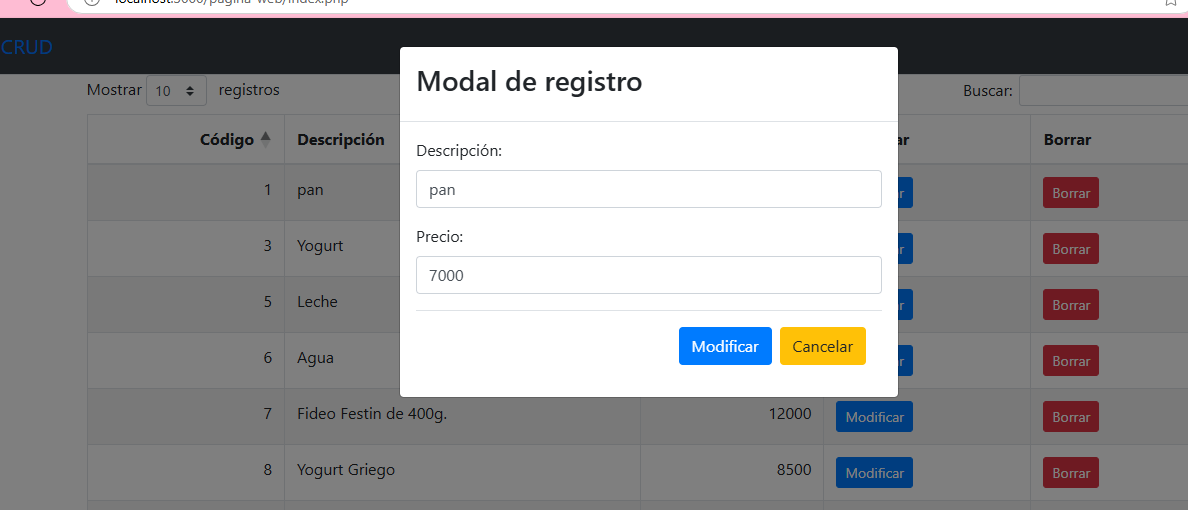 localhost:3000/pagina-web/index.php
CRUD
Modal de registro
Mostrar 10 registros
Buscar:
Código Descripción ar Borrar
Descripción:
1 pan pan r Borrar
Precio:
3 Yogurt r Borrar
7000
5 Leche r Borrar
6 Agua Modificar Cancelar r Borrar
7 Fideo Festin de 400g. 12000 Modificar Borrar
8 Yogurt Griego 8500 Modificar Borrar